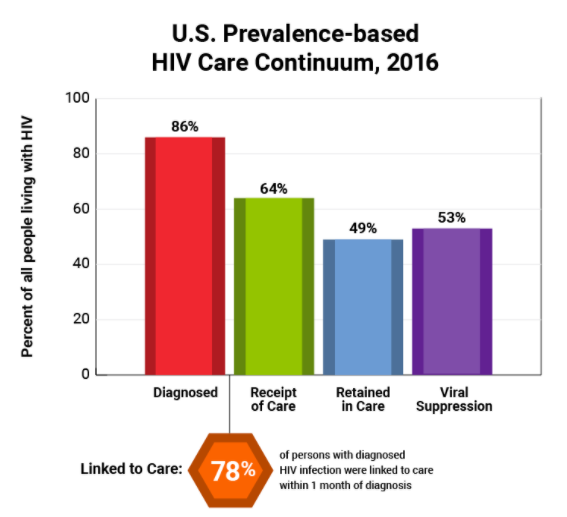 U.S. Prevalence-based
HIV Care Continuum, 2016
Percent of all people living with HIV
100
80
60
40
20
0
86%
64%
49%
53%
Diagnosed
Receipt
of Care
Retained
in Care
Viral
Suppression
Linked to Care:
78%
of persons with diagnosed
HIV infection were linked to care
within 1 month of diagnosis